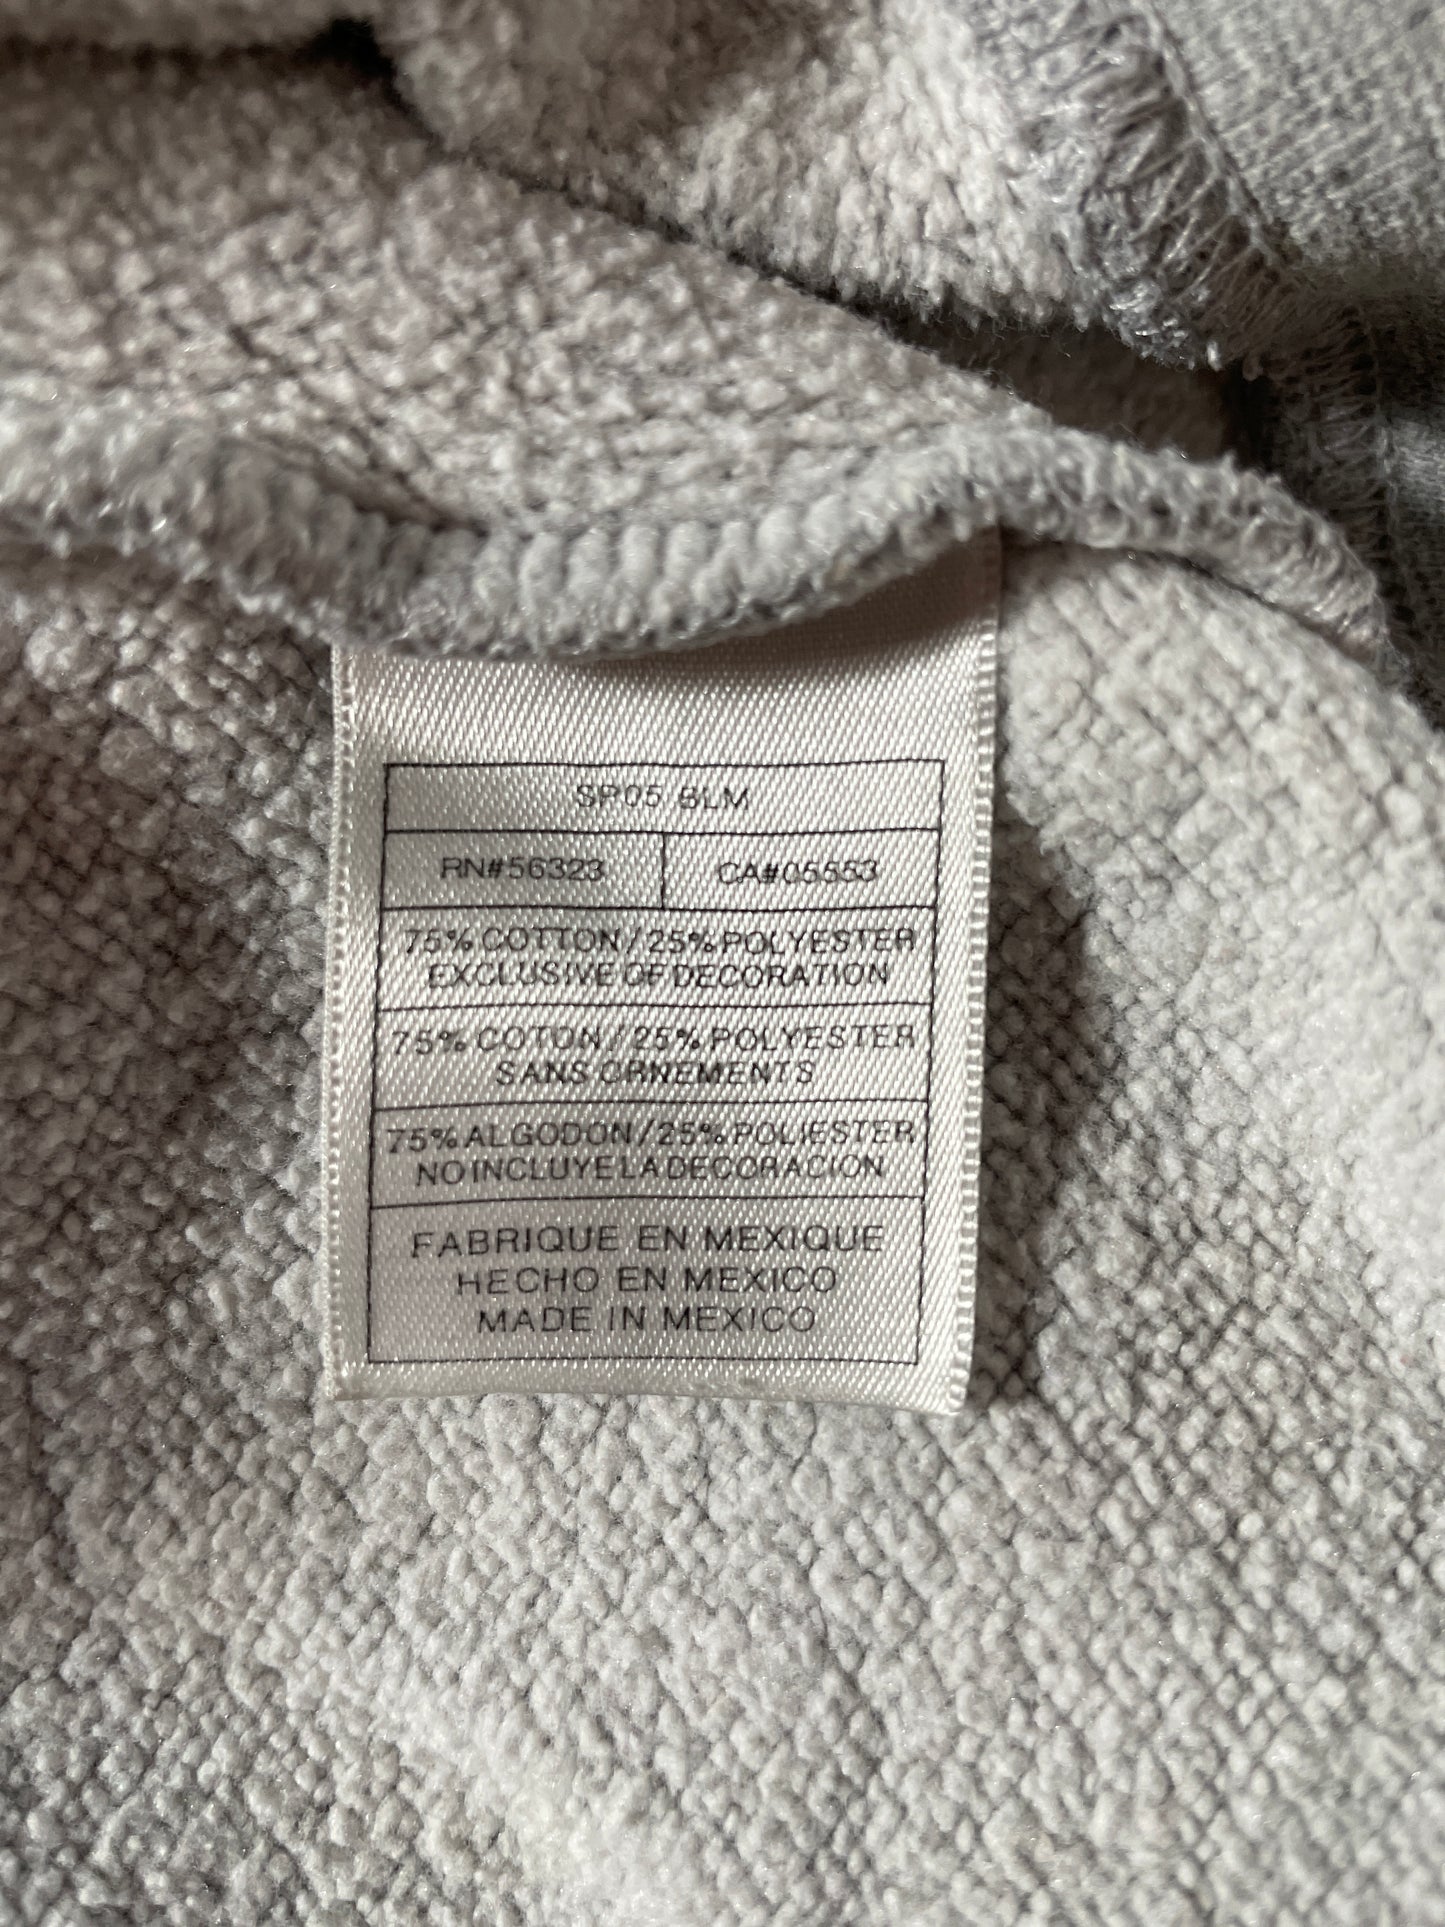 SP05 BLM
RN#56323 CA#05553
75% COTTON/25% POLYESTER
EXCLUSIVE OF DECORATION
75% COTON/25% POLYESTER
SANS ORNEMENTS
75% ALGODON/25% POLIESTER
NO INCLUYE LA DECORACION
FABRIQUE EN MEXIQUE
HECHO EN MEXICO
MADE IN MEXICO